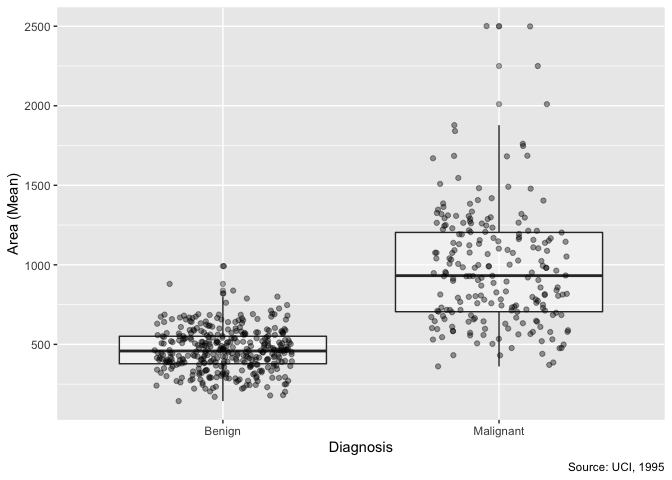 2500
2000
1500
1000
500
Area (Mean)
Benign
Malignant
Diagnosis
Source: UCI, 1995